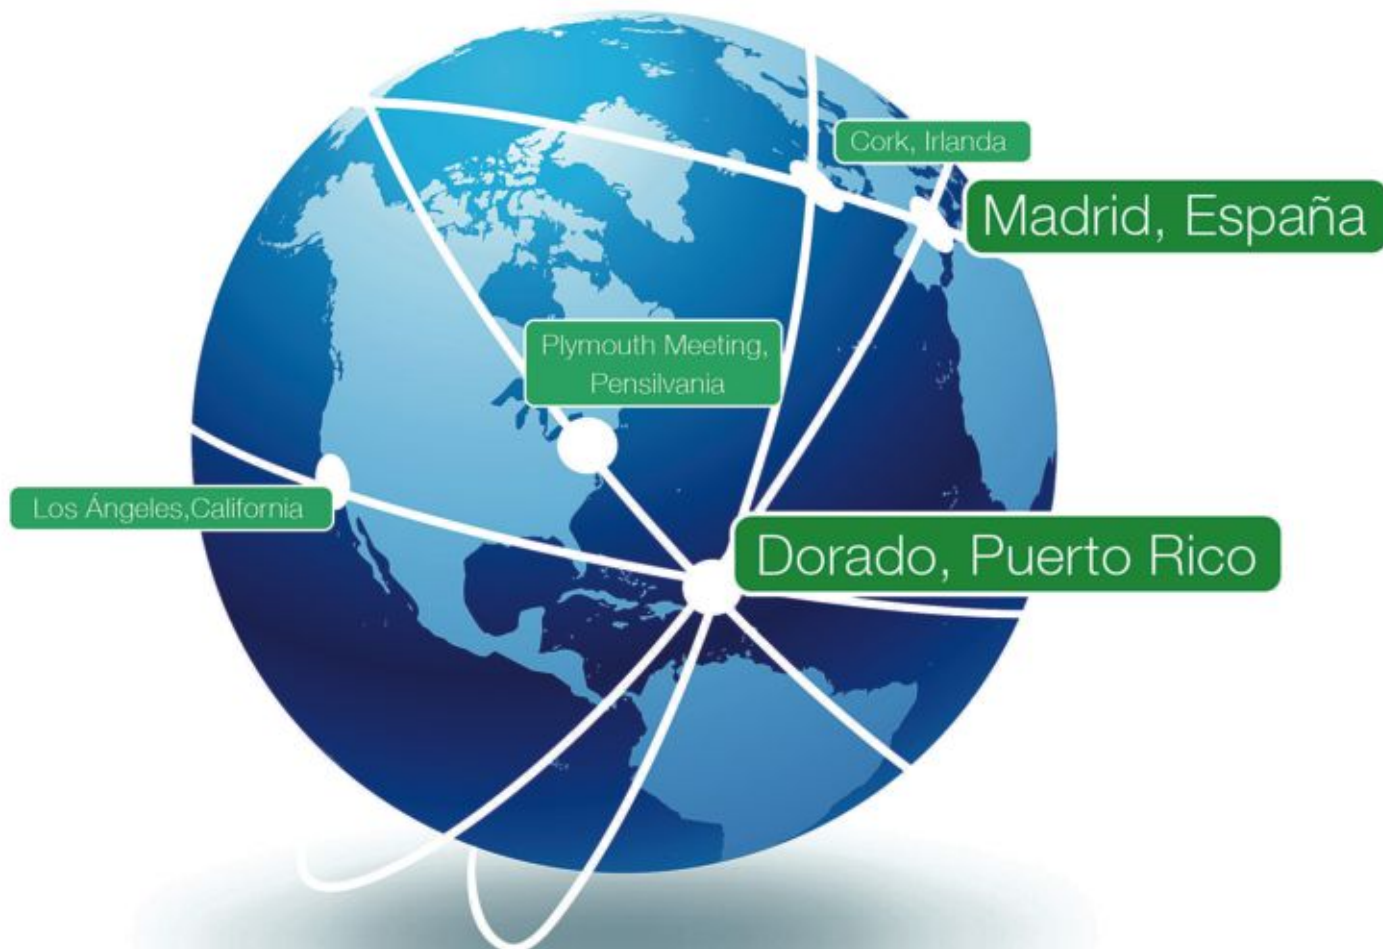 Cork, Irlanda
Madrid, España
Plymouth Meeting,
Pensilvania
Los Ángeles,California
Dorado, Puerto Rico